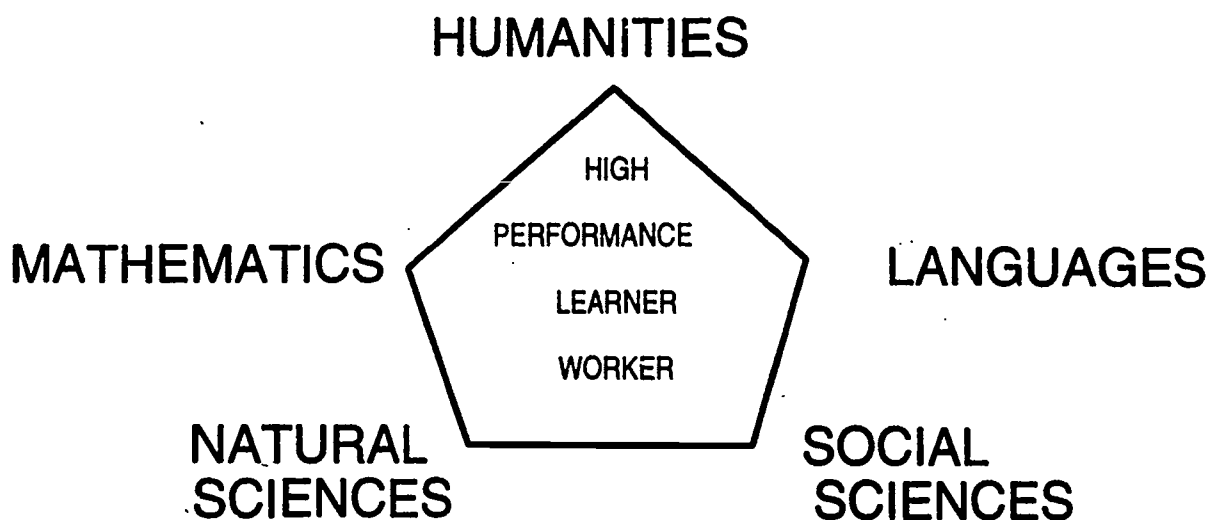 HUMANITIES
HIGH
PERFORMANCE
MATHEMATICS
LANGUAGES
LEARNER
WORKER
NATURAL
SCIENCES
SOCIAL
SCIENCES